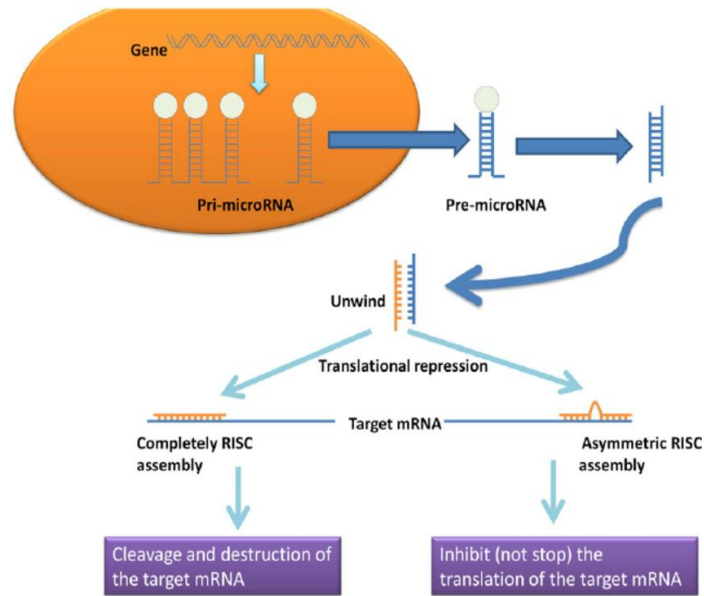 Gene
Pri-microRNA
Pre-microRNA
Unwind
Translational repression
Target mRNA
Completely RISC
assembly
Asymmetric RISC
assembly
Cleavage and destruction of
the target mRNA
Inhibit (not stop) the
translation of the target mRNA